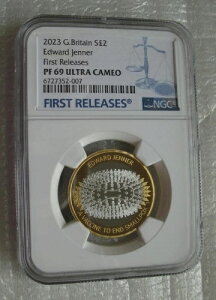 2023 G.Britain S£2
Edward Jenner
First Releases
PF 69 ULTRA CAMEO
6727352-007
FIRST RELEASES®
NGC
EDWARD JENNER
A VACCINE TO END SMALLPOX